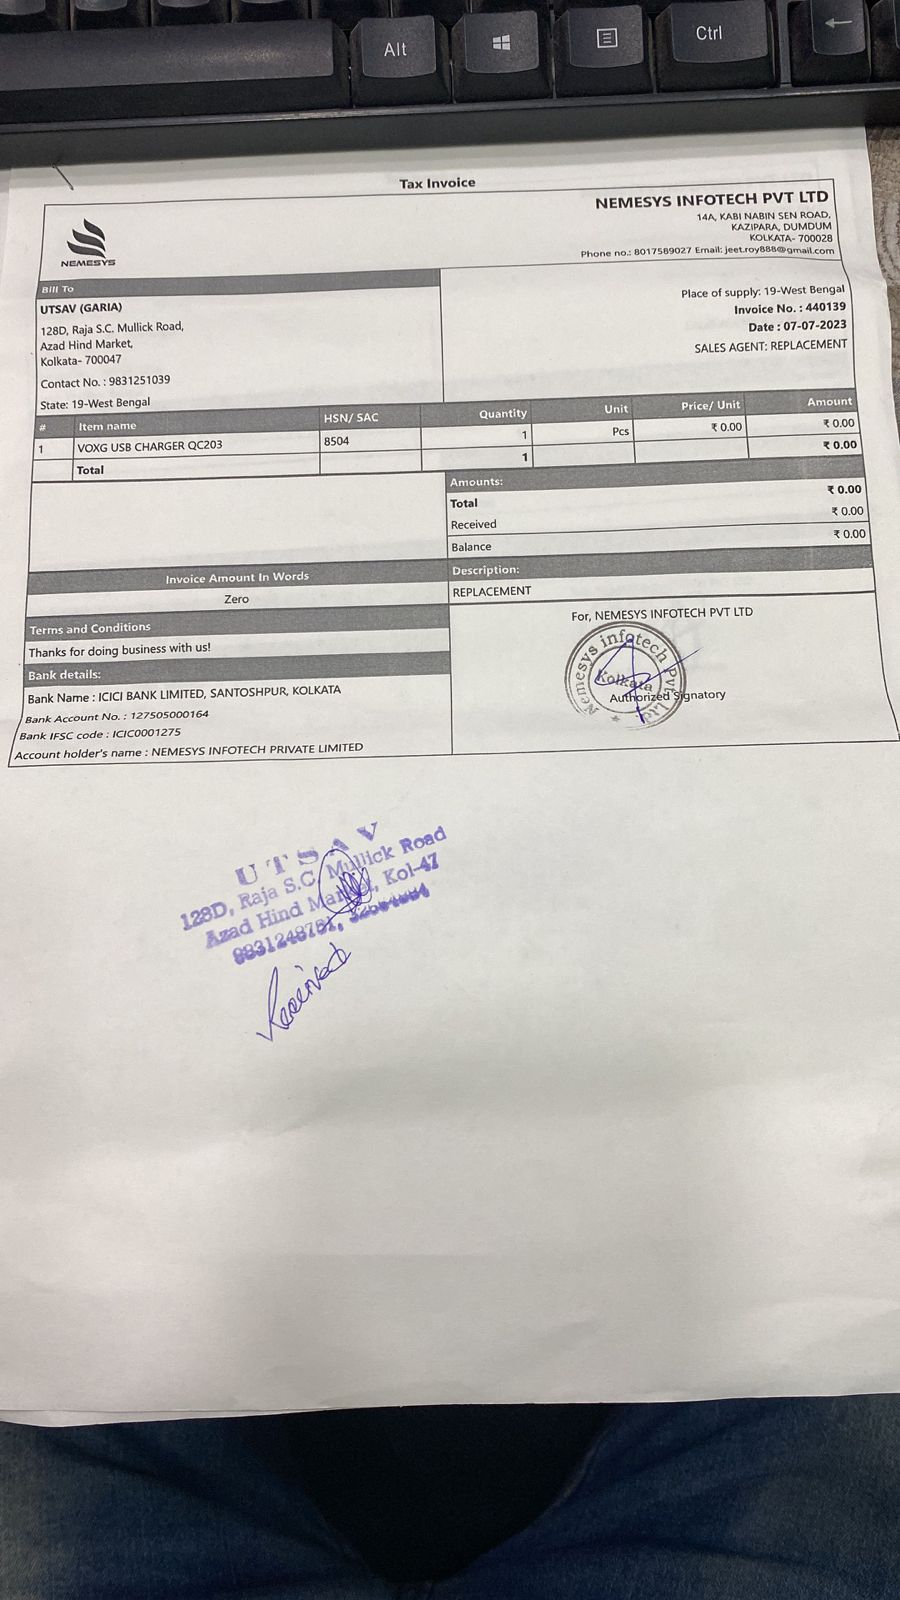 Alt
Ctrl
Tax Invoice
NEMESYS
NEMESYS INFOTECH PVT LTD
14A, KABI NABIN SEN ROAD,
KAZIPARA, DUMDUM
KOLKATA- 700028
Phone no.: 8017589027 Email: jeet.roy888@gmail.com
Bill To
UTSAV (GARIA)
128D, Raja S.C. Mullick Road,
Azad Hind Market,
Kolkata- 700047
Contact No. : 9831251039
State: 19-West Bengal
Place of supply: 19-West Bengal
Invoice No. : 440139
Date : 07-07-2023
SALES AGENT: REPLACEMENT
# Item name HSN/ SAC Quantity Unit Price/ Unit Amount
1 VOXG USB CHARGER QC203 8504 1 Pcs ₹ 0.00 ₹ 0.00
Total 1 ₹ 0.00
Amounts:
Total ₹ 0.00
Received ₹ 0.00
Balance ₹ 0.00
Invoice Amount In Words
Zero
Description:
REPLACEMENT
Terms and Conditions
Thanks for doing business with us!
Bank details:
Bank Name : ICICI BANK LIMITED, SANTOSHPUR, KOLKATA
Bank Account No. : 127505000164
Bank IFSC code : ICIC0001275
Account holder's name : NEMESYS INFOTECH PRIVATE LIMITED
For, NEMESYS INFOTECH PVT LTD
Nemesys infotech Pvt. Ltd.
Kolkata
Authorized Signatory
UTSAV
128D, Raja S.C. Mullick Road
Azad Hind Market, Kol-47
9831248781,
Received